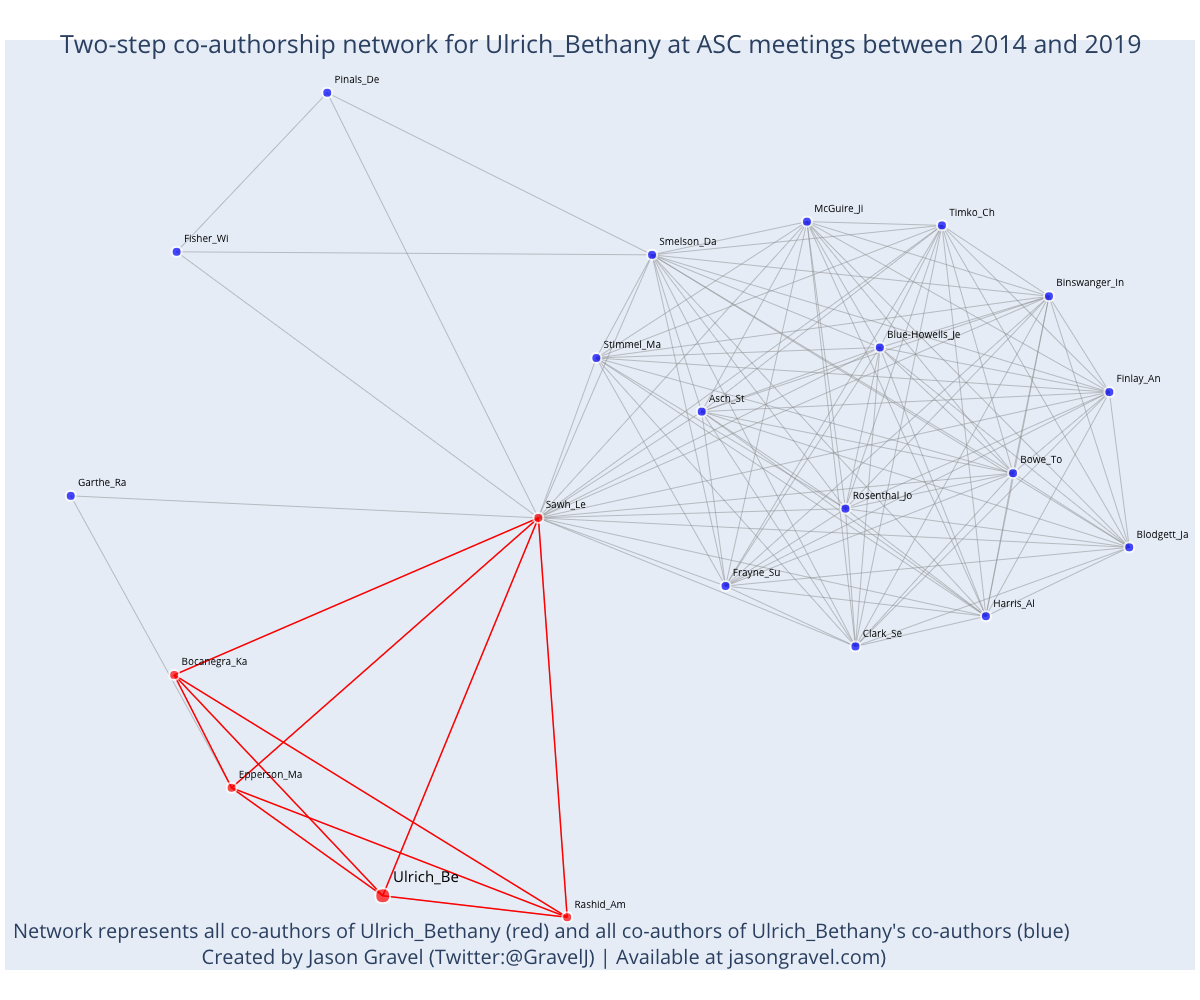 Two-step co-authorship network for Ulrich_Bethany at ASC meetings between 2014 and 2019
Pinals_De
McGuire_Ji
Timko_Ch
Fisher_Wi
Smelson_Da
Binswanger_In
Blue-Howells_Je
Stimmel_Ma
Finlay_An
Asch_St
Bowe_To
Garthe_Ra
Rosenthal_Jo
Sawh_Le
Blodgett_Ja
Frayne_Su
Harris_Al
Clark_Se
Bocanegra_Ka
Epperson_Ma
Ulrich_Be
Rashid_Am
Network represents all co-authors of Ulrich_Bethany (red) and all co-authors of Ulrich_Bethany's co-authors (blue)
Created by Jason Gravel (Twitter:@GravelJ) | Available at jasongravel.com)